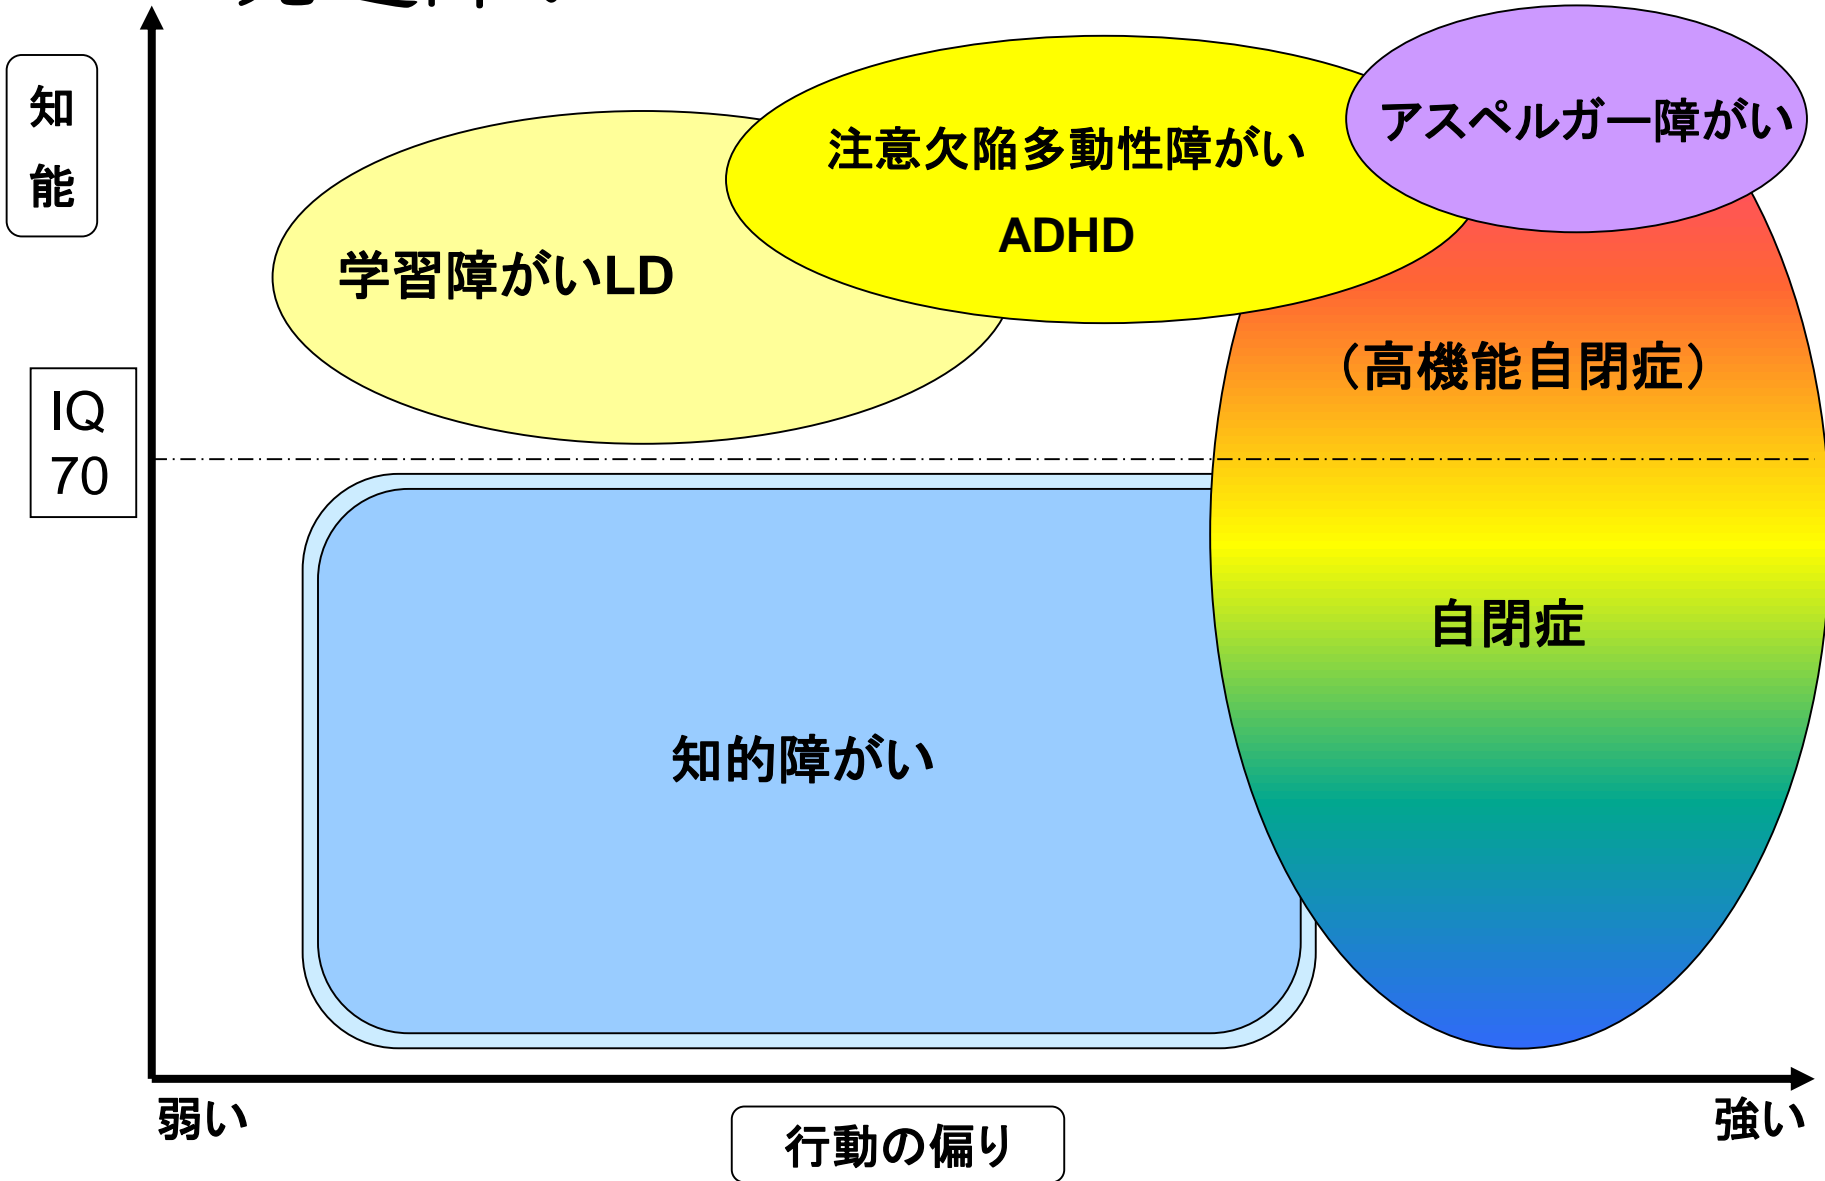 知
能
アスペルガー障がい
注意欠陥多動性障がい
ADHD
学習障がいLD
（高機能自閉症）
IQ
70
自閉症
知的障がい
弱い
強い
行動の偏り